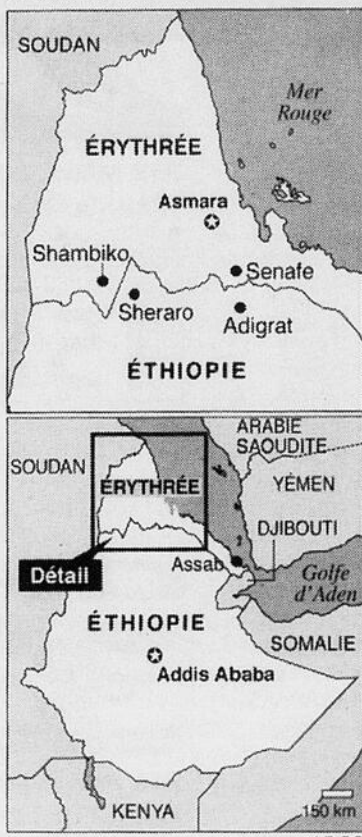 SOUDAN
Mer
Rouge
ÉRYTHRÉE
Asmara
Shambiko
Senafe
Sheraro
Adigrat
ÉTHIOPIE
ARABIE
SAOUDITE
SOUDAN
YÉMEN
ÉRYTHRÉE
DJIBOUTI
Détail
Assab
Golfe
d'Aden
ÉTHIOPIE
SOMALIE
Addis Ababa
KENYA
150 km